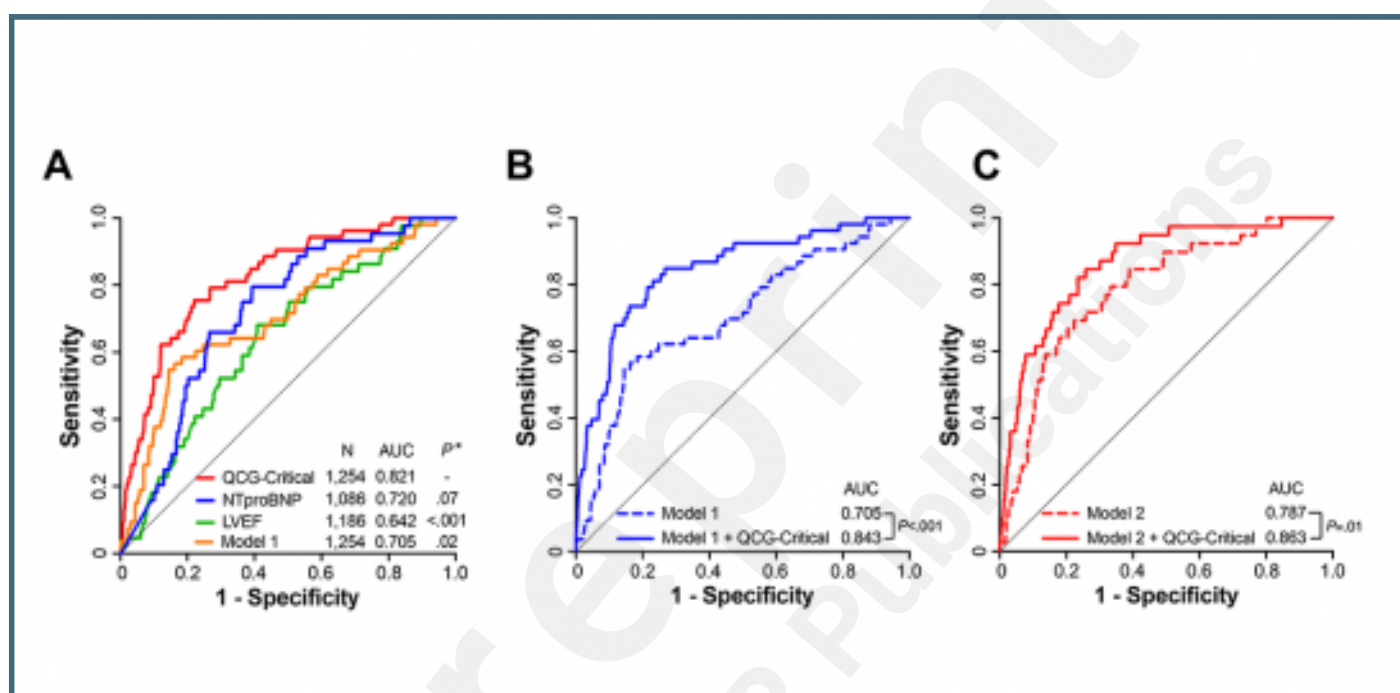 A
Sensitivity
1.0
0.8
0.6
0.4
0.2
0
N AUC P*
QCG-Critical 1,254 0.821 -
NTproBNP 1,086 0.720 .07
LVEF 1,186 0.642 <.001
Model 1 1,254 0.705 .02
0 0.2 0.4 0.6 0.8 1.0
1 - Specificity
B
Sensitivity
1.0
0.8
0.6
0.4
0.2
0
AUC
Model 1 0.705
Model 1 + QCG-Critical 0.843
P<.001
0 0.2 0.4 0.6 0.8 1.0
1 - Specificity
C
Sensitivity
1.0
0.8
0.6
0.4
0.2
0
AUC
Model 2 0.787
Model 2 + QCG-Critical 0.863
P=.01
0 0.2 0.4 0.6 0.8 1.0
1 - Specificity
reprint
Publications